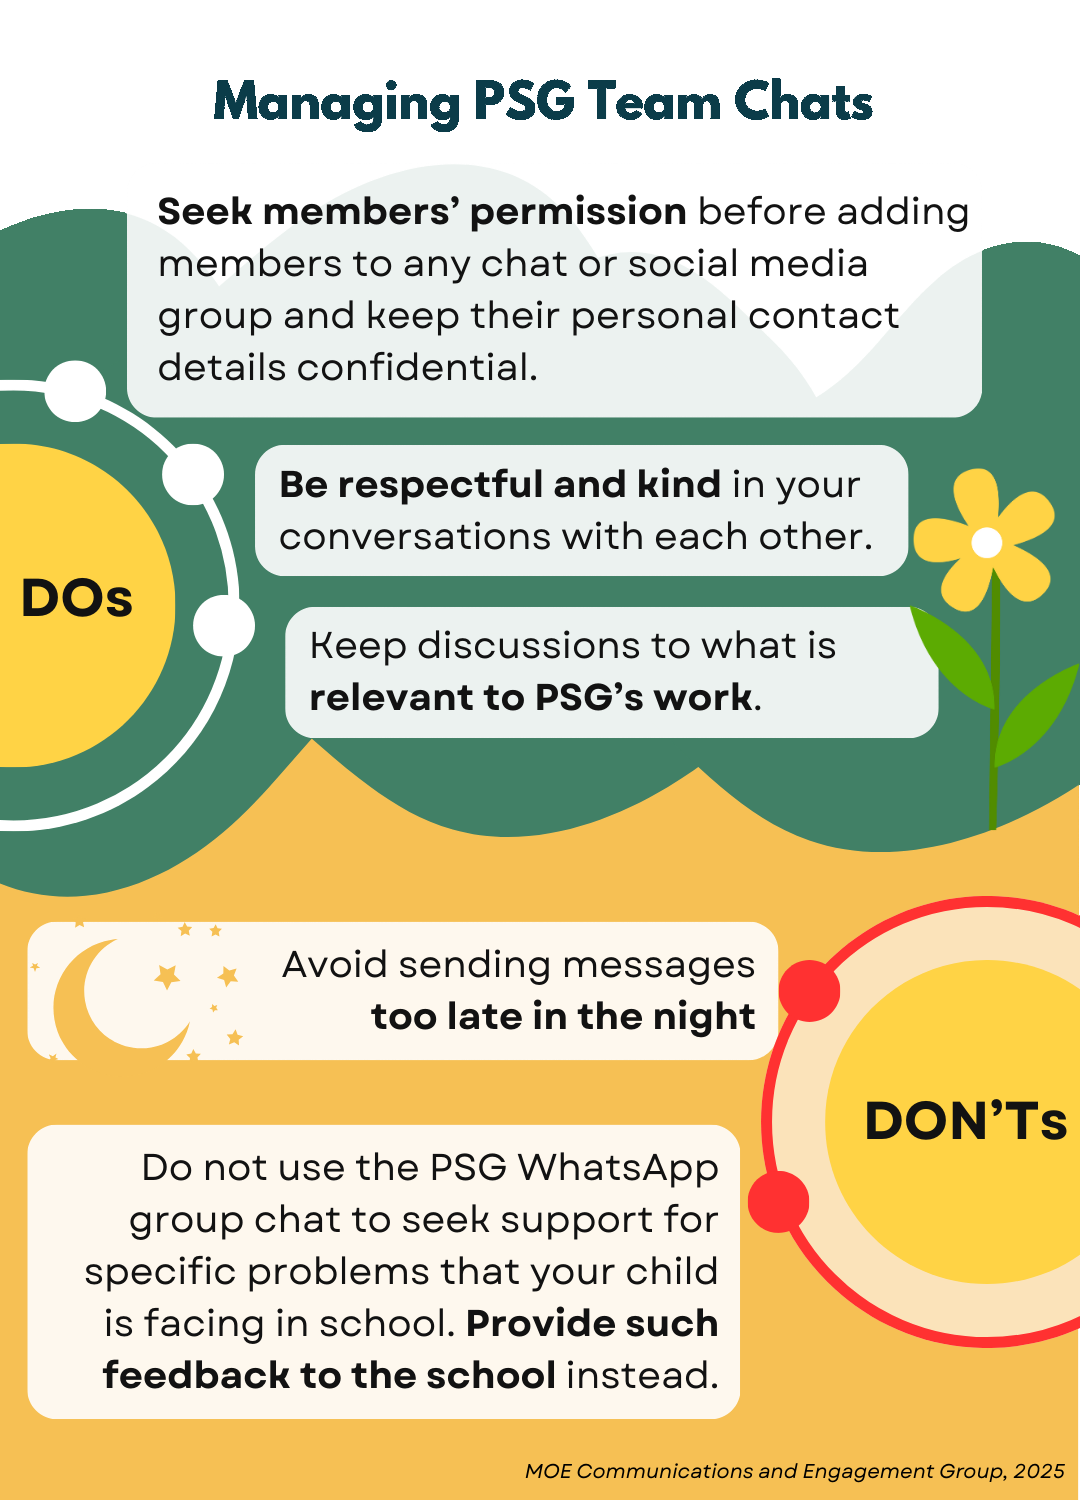 Managing PSG Team Chats
Seek members’ permission before adding
members to any chat or social media
group and keep their personal contact
details confidential.
Be respectful and kind in your
conversations with each other.
DOs
Keep discussions to what is
relevant to PSG’s work.
Avoid sending messages
too late in the night
DON’Ts
Do not use the PSG WhatsApp
group chat to seek support for
specific problems that your child
is facing in school. Provide such
feedback to the school instead.
MOE Communications and Engagement Group, 2025